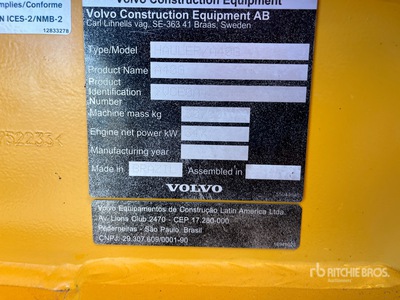 omplies/Conforme
N ICES-2/NMB-2
12833278
Volvo Construction Equipment
Volvo Construction Equipment AB
Carl Lihnells väg, SE-363 41 Braås, Sweden
Type/Model
Product Name
Product
Identification
Number
Machine mass kg
Engine net power kW
Manufacturing year
Made in
Assembled in
VOLVO
Volvo Equipamentos de Construção Latin America Ltda.
Av. Lions Club 2470 - CEP 17.280-000
Pederneiras - São Paulo, Brasil
CNPJ: 29.307.609/0001-90
rb RITCHIE BROS.